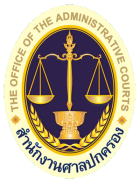 THE OFFICE OF THE ADMINISTRATIVE COURTS
สำนักงานศาลปกครอง